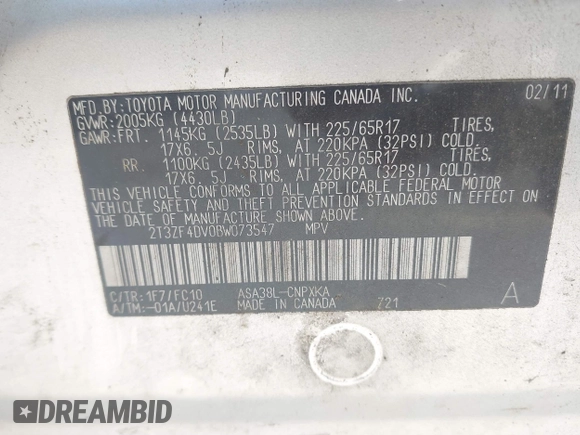 MFD.BY:TOYOTA MOTOR MANUFACTURING CANADA INC. 02/11
GVWR:2005KG (4430LB)
GAWR:FRT. 1145KG (2535LB) WITH 225/65R17 TIRES,
17X6.5J RIMS, AT 220KPA (32PSI) COLD.
RR. 1100KG (2435LB) WITH 225/65R17 TIRES,
17X6.5J RIMS, AT 220KPA (32PSI) COLD.
THIS VEHICLE CONFORMS TO ALL APPLICABLE FEDERAL MOTOR
VEHICLE SAFETY AND THEFT PREVENTION STANDARDS IN EFFECT ON THE
DATE OF MANUFACTURE SHOWN ABOVE.
2T3ZF4DV0BW073547 MPV
C/TR:1F7/FC10 ASA38L-CNPXKA
A/TM:-01A/U241E MADE IN CANADA 721 A
DREAMBID